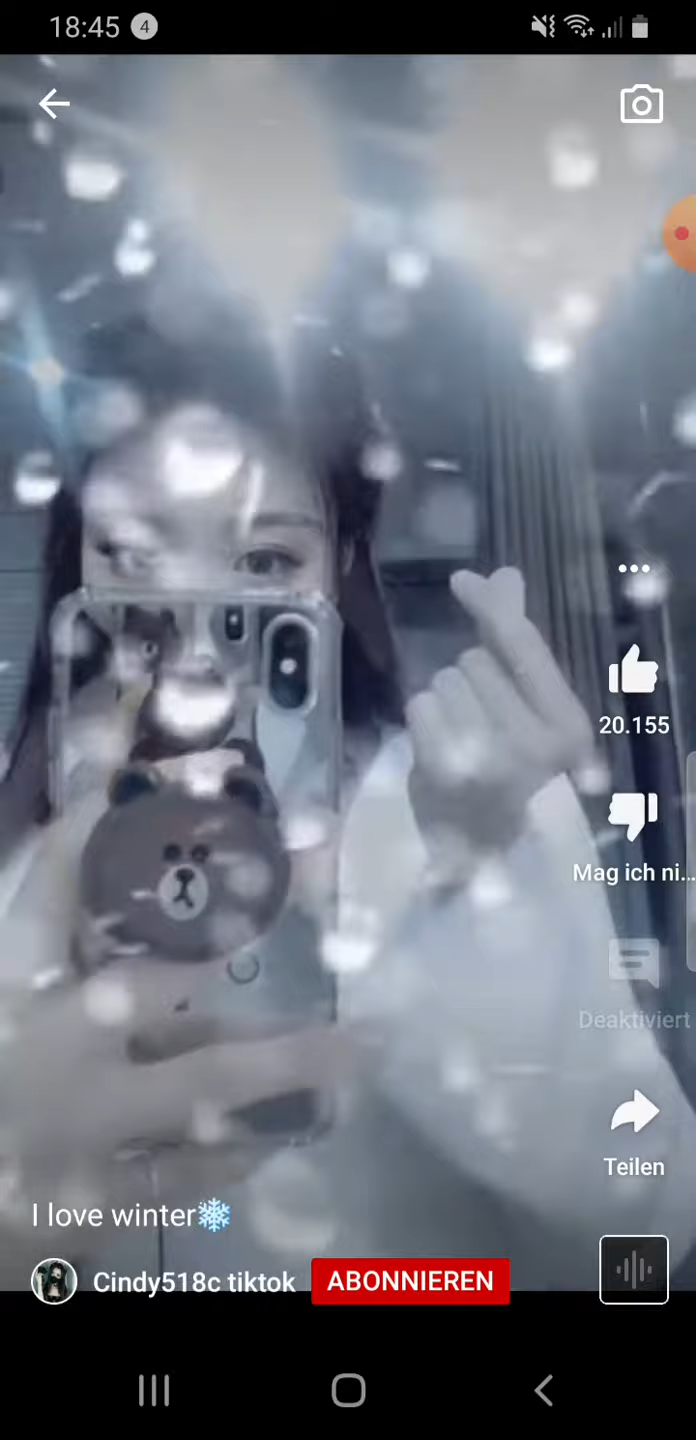 18:45 4
20.155
Mag ich ni...
Deaktiviert
Teilen
I love winter❄️
Cindy518c tiktok ABONNIEREN